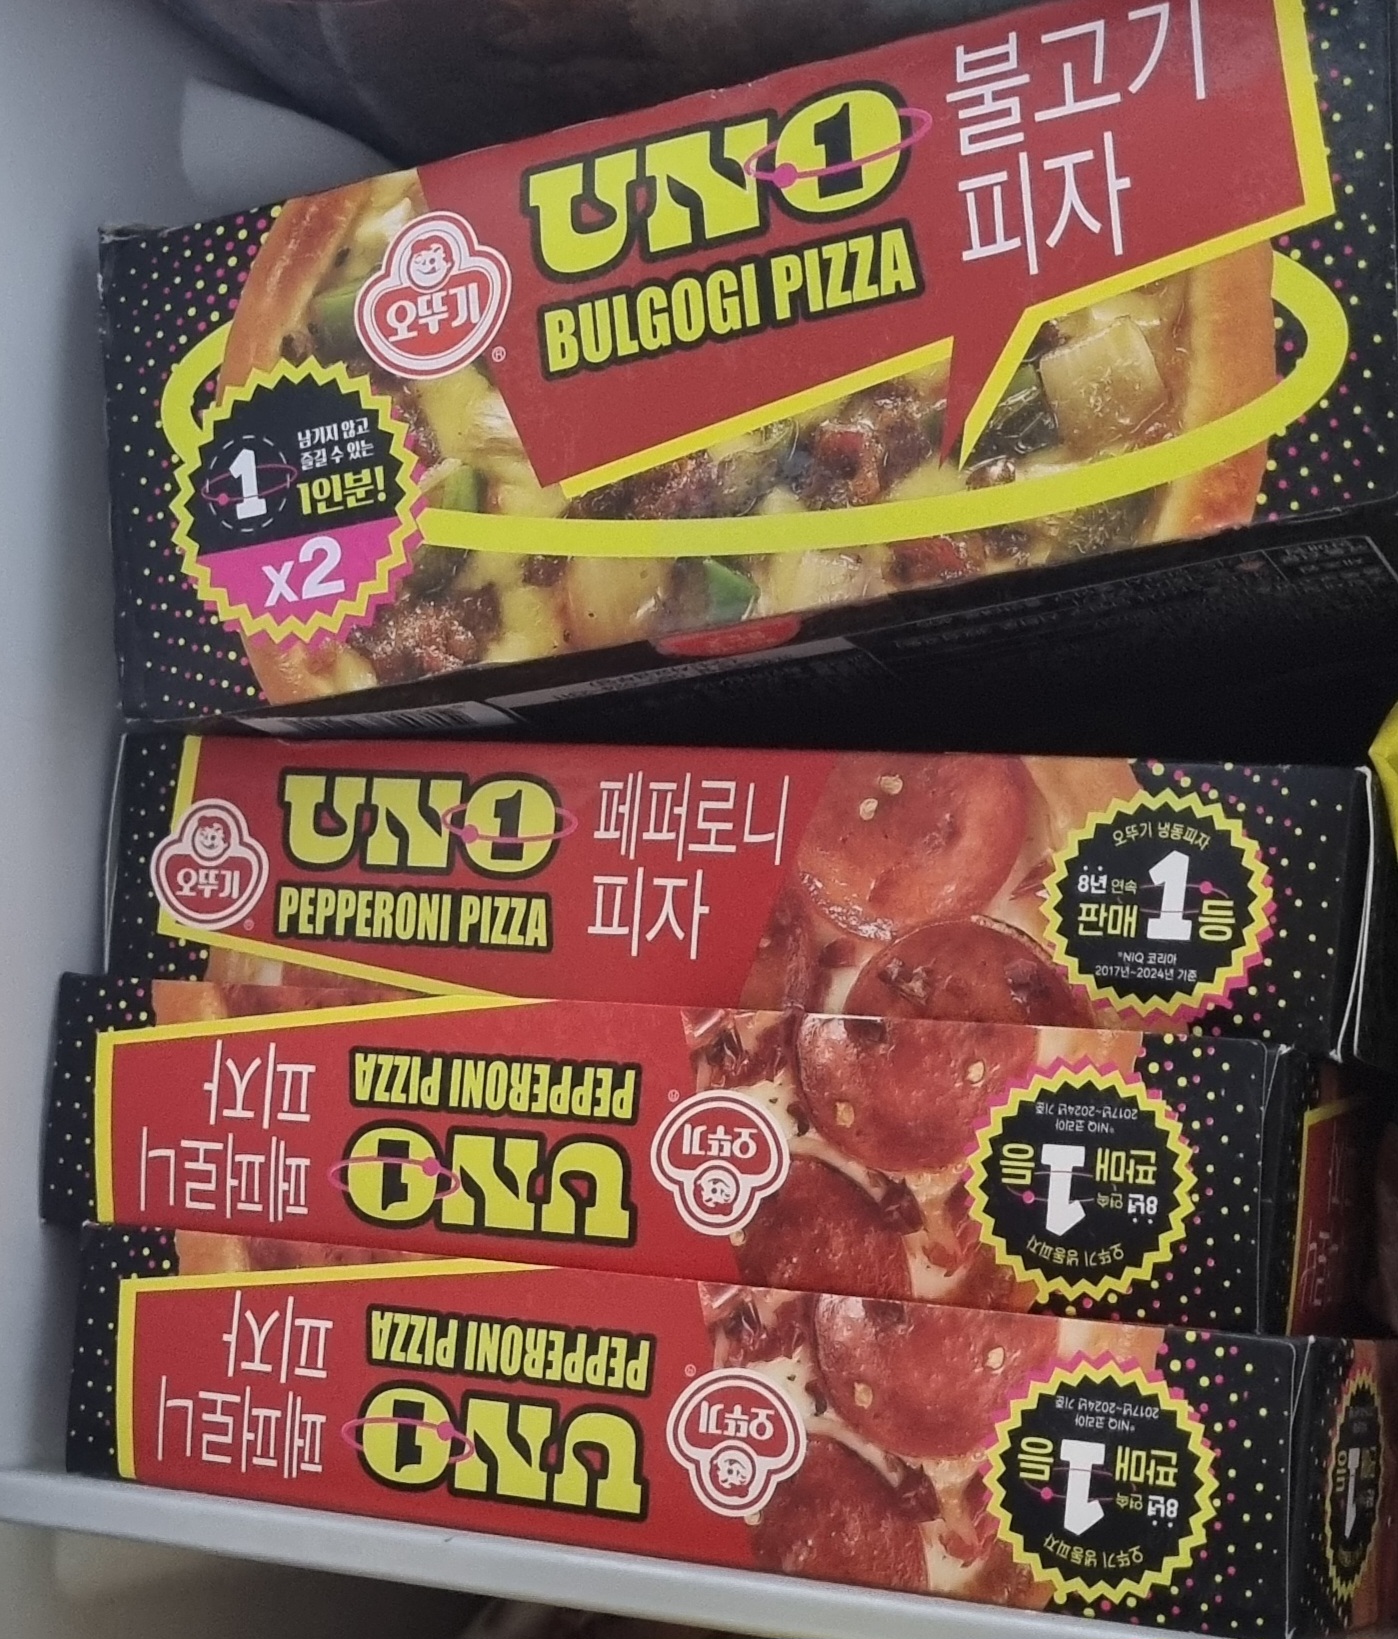 UNO
BULGOGI PIZZA
불고기
피자
오뚜기
®
1
남기지 않고
즐길 수 있는
1인분!
x2
오뚜기
®
UNO
PEPPERONI PIZZA
페퍼로니
피자
오뚜기 냉동피자
8년 연속
판매 1등
*NIQ 코리아
2017년~2024년 기준
UNO
PEPPERONI PIZZA
페퍼로니
피자
오뚜기
®
오뚜기 냉동피자
8년 연속
판매 1등
*NIQ 코리아
2017년~2024년 기준
UNO
PEPPERONI PIZZA
페퍼로니
피자
오뚜기
®
오뚜기 냉동피자
8년 연속
판매 1등
*NIQ 코리아
2017년~2024년 기준